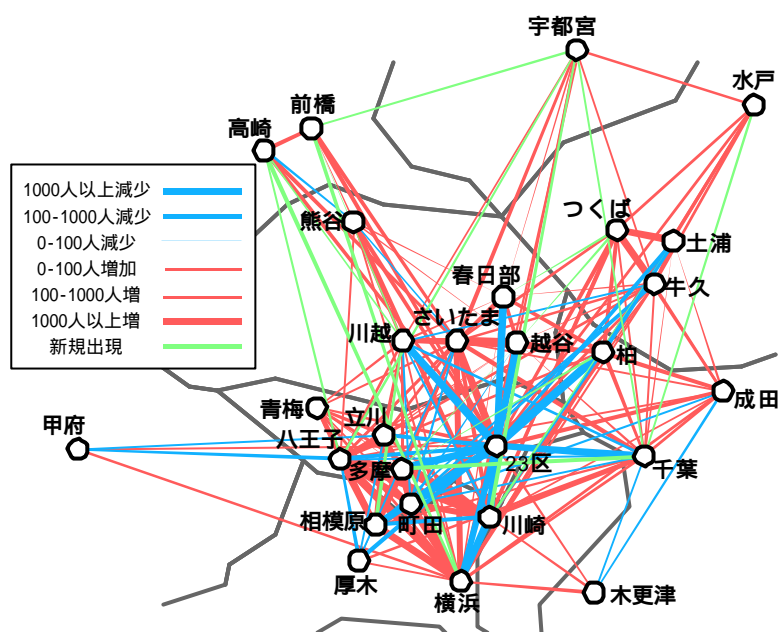 宇都宮
水戸
前橋
高崎
1000人以上減少
100-1000人減少
0-100人減少
0-100人増加
100-1000人増
1000人以上増
新規出現
熊谷
つくば
土浦
春日部
牛久
さいたま
川越
越谷
柏
成田
青梅
立川
甲府
八王子
多摩
23区
千葉
相模原
町田
川崎
厚木
横浜
木更津